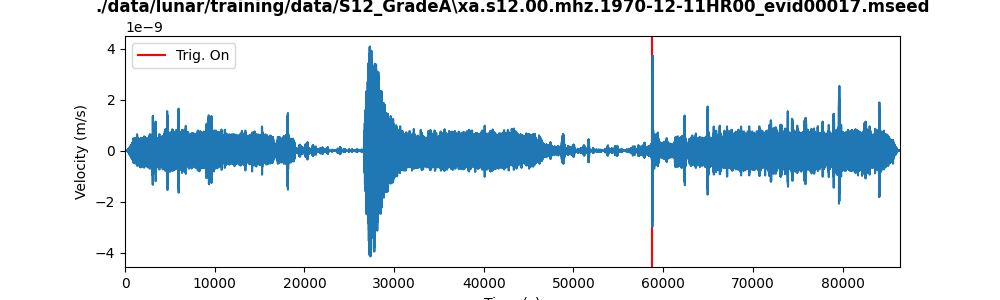 ./data/lunar/training/data/S12_GradeA\xa.s12.00.mhz.1970-12-11HR00_evid00017.mseed
1e−9
Trig. On
4
2
0
−2
−4
Velocity (m/s)
0 10000 20000 30000 40000 50000 60000 70000 80000